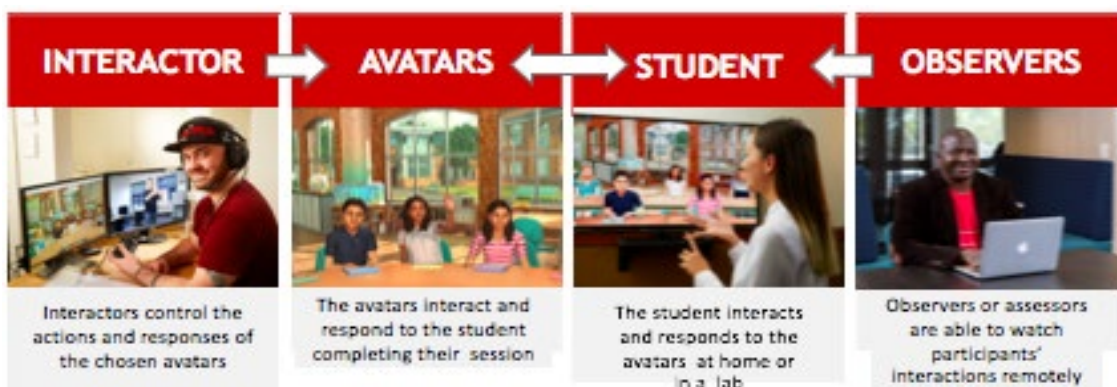 INTERACTOR
AVATARS
STUDENT
OBSERVERS
Interactors control the
actions and responses of
the chosen avatars
The avatars interact and
respond to the student
completing their session
The student interacts
and responds to the
avatars at home or
in a lab
Observers or assessors
are able to watch
participants'
interactions remotely